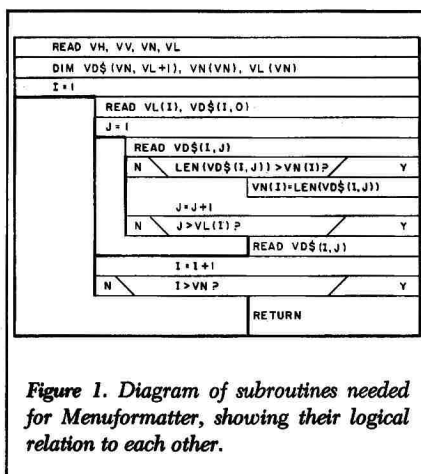 READ VH, VV, VN, VL
DIM VD$(VN, VL+1), VN(VN), VL(VN)
I=1
READ VL(I), VD$(I,0)
J=1
READ VD$(I,J)
N LEN(VD$(I,J))>VN(I)? Y
VN(I)=LEN(VD$(I,J))
J=J+1
N J>VL(I)? Y
READ VD$(I,J)
I=I+1
N I>VN? Y
RETURN
Figure 1. Diagram of subroutines needed
for Menuformatter, showing their logical
relation to each other.